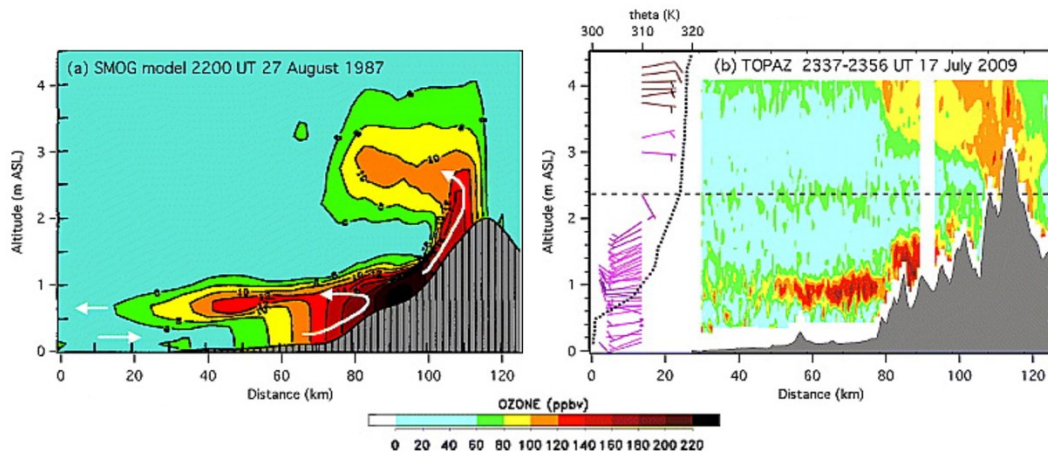 theta (K)
300 310 320
(a) SMOG model 2200 UT 27 August 1987
(b) TOPAZ 2337-2356 UT 17 July 2009
Altitude (m ASL)
4
3
2
1
0
0 20 40 60 80 100 120
Distance (km)
Altitude (m ASL)
4
3
2
1
0
0 20 40 60 80 100 120
Distance (km)
OZONE (ppbv)
0 20 40 60 80 100 120 140 160 180 200 220